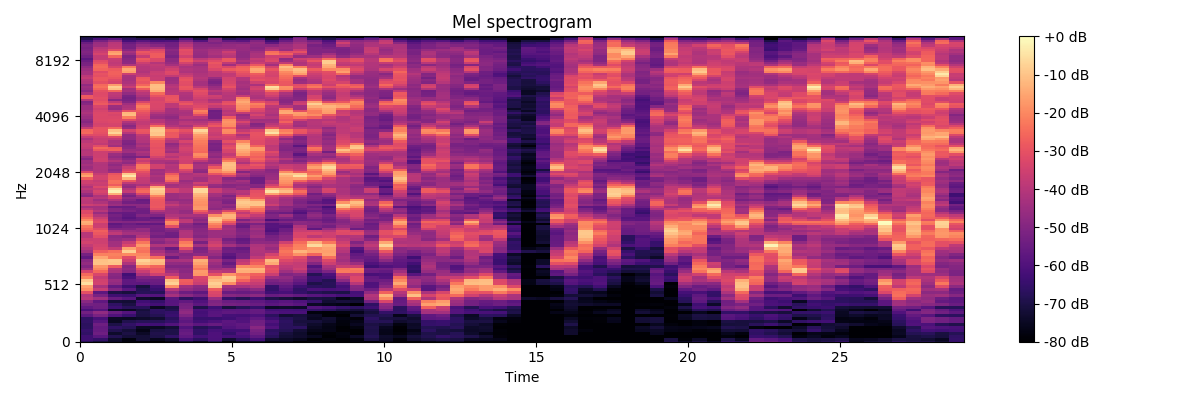 Mel spectrogram
Hz
8192
4096
2048
1024
512
0
0 5 10 15 20 25
Time
+0 dB
-10 dB
-20 dB
-30 dB
-40 dB
-50 dB
-60 dB
-70 dB
-80 dB